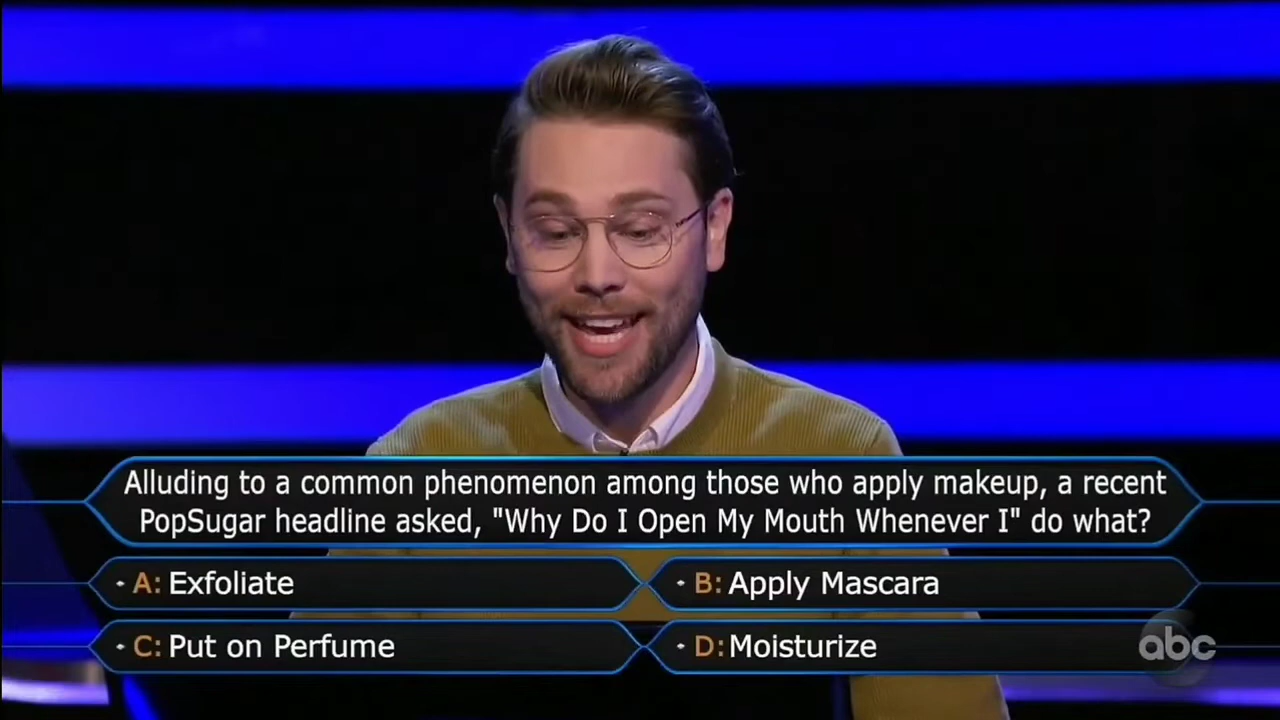 Alluding to a common phenomenon among those who apply makeup, a recent
PopSugar headline asked, "Why Do I Open My Mouth Whenever I" do what?
A: Exfoliate
B: Apply Mascara
C: Put on Perfume
D: Moisturize
abc